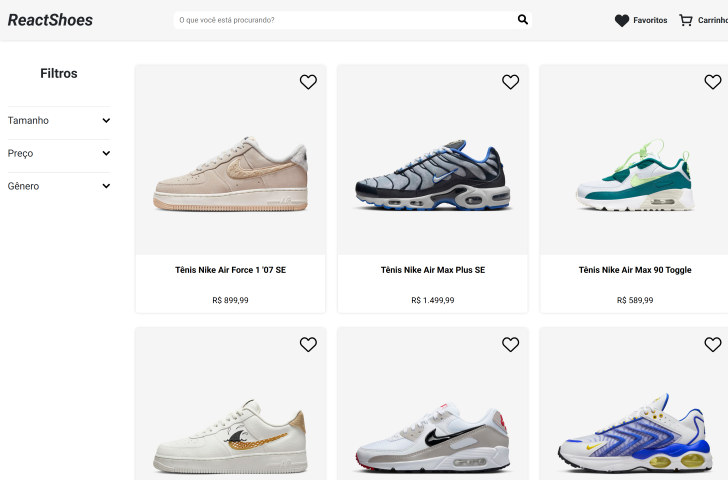 ReactShoes
O que você está procurando?
Favoritos
Carrinho
Filtros
Tamanho
Preço
Gênero
Tênis Nike Air Force 1 '07 SE
Tênis Nike Air Max Plus SE
Tênis Nike Air Max 90 Toggle
R$ 899,99
R$ 1.499,99
R$ 589,99